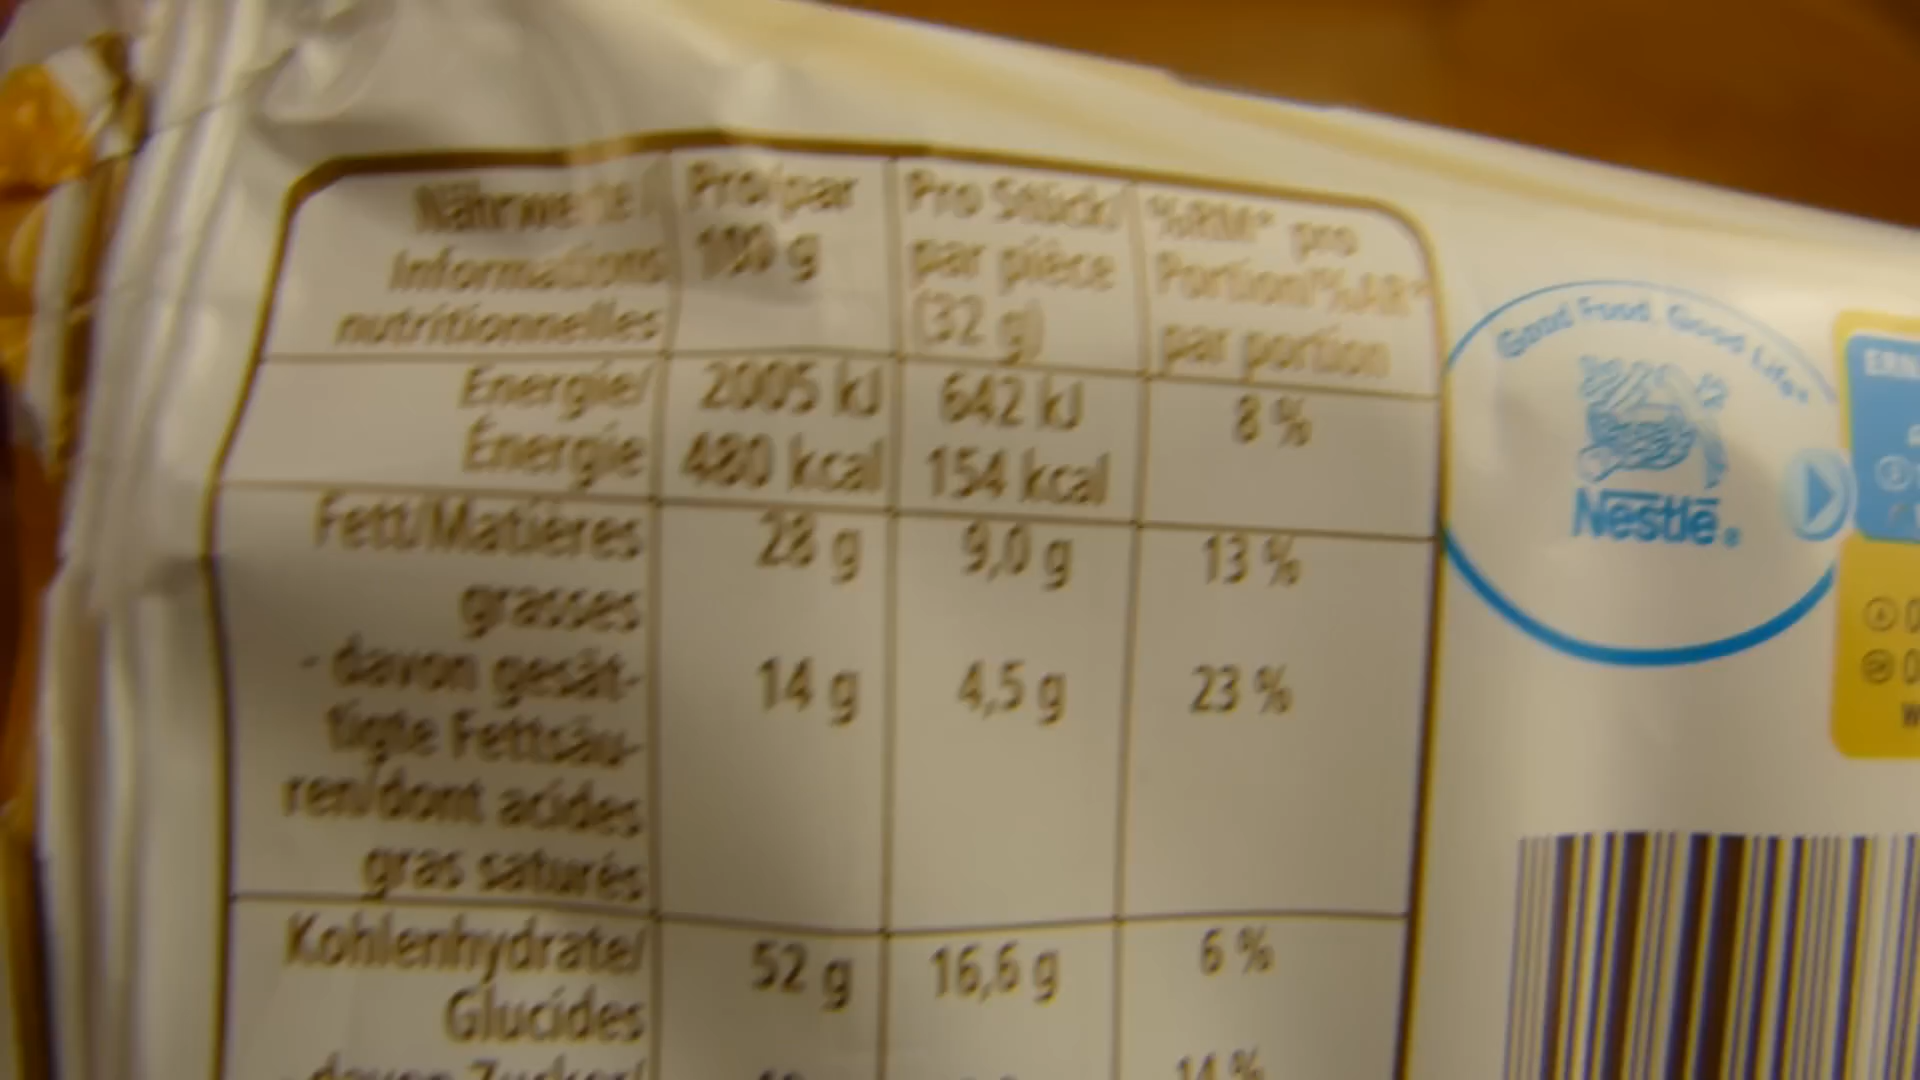 Nährwerte/ Pro/par Pro Stück/ %RM* pro
Informations 100 g par pièce Portion/%AR*
nutritionnelles (32 g) par portion
Energie/ 2005 kJ 642 kJ 8 %
Énergie 480 kcal 154 kcal
Fett/Matières 28 g 9,0 g 13 %
grasses
- davon gesät- 14 g 4,5 g 23 %
tigte Fettsäu-
ren/dont acides
gras saturés
Kohlenhydrate/ 52 g 16,6 g 6 %
Glucides
davon Zucker/ 14 %
Good Food, Good Life
Nestlé®